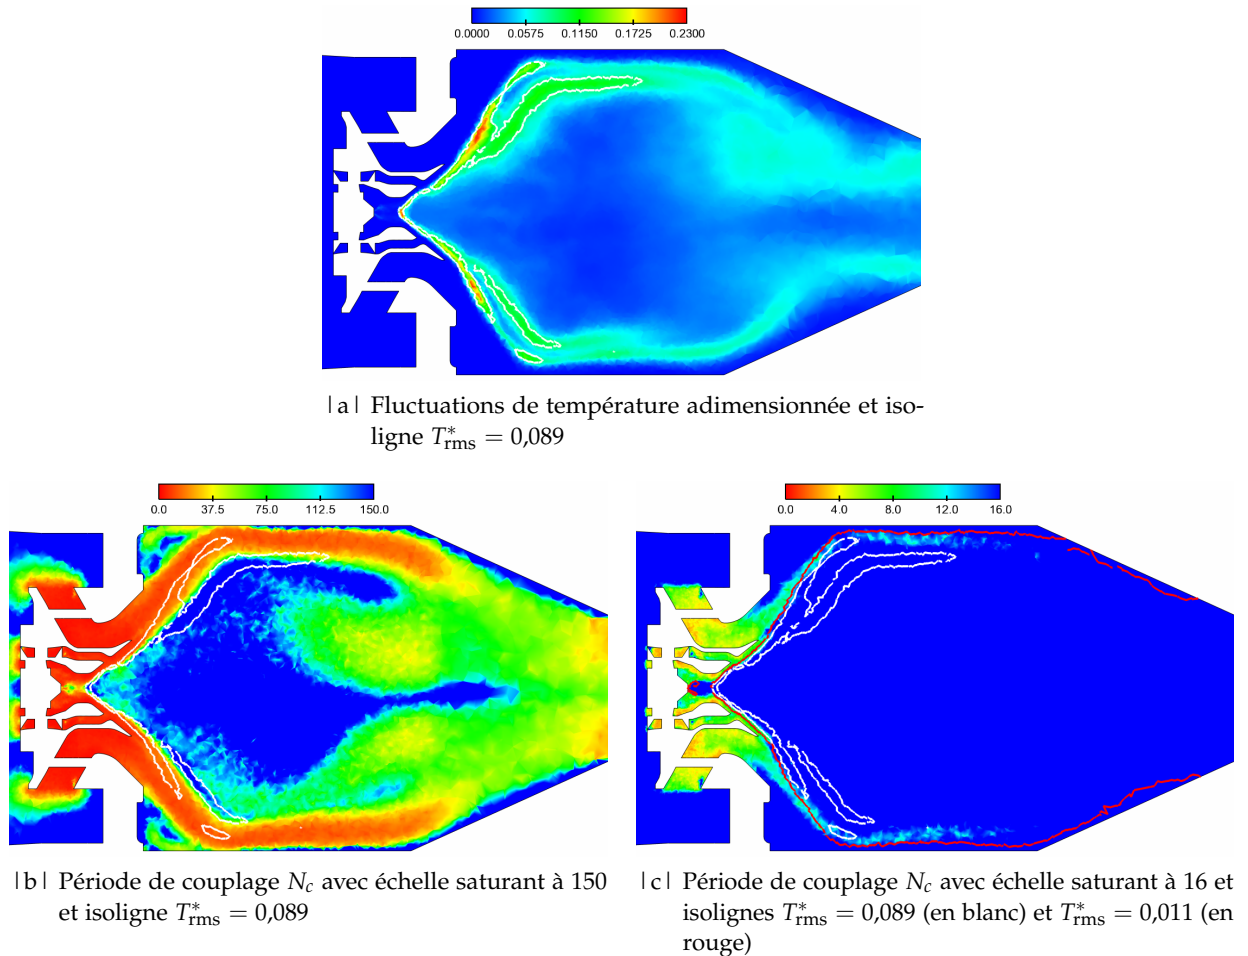 0.0000 0.0575 0.1150 0.1725 0.2300
|a| Fluctuations de température adimensionnée et iso-
ligne T*rms = 0,089
0.0 37.5 75.0 112.5 150.0
0.0 4.0 8.0 12.0 16.0
|b| Période de couplage Nc avec échelle saturant à 150
et isoligne T*rms = 0,089
|c| Période de couplage Nc avec échelle saturant à 16 et
isolignes T*rms = 0,089 (en blanc) et T*rms = 0,011 (en
rouge)